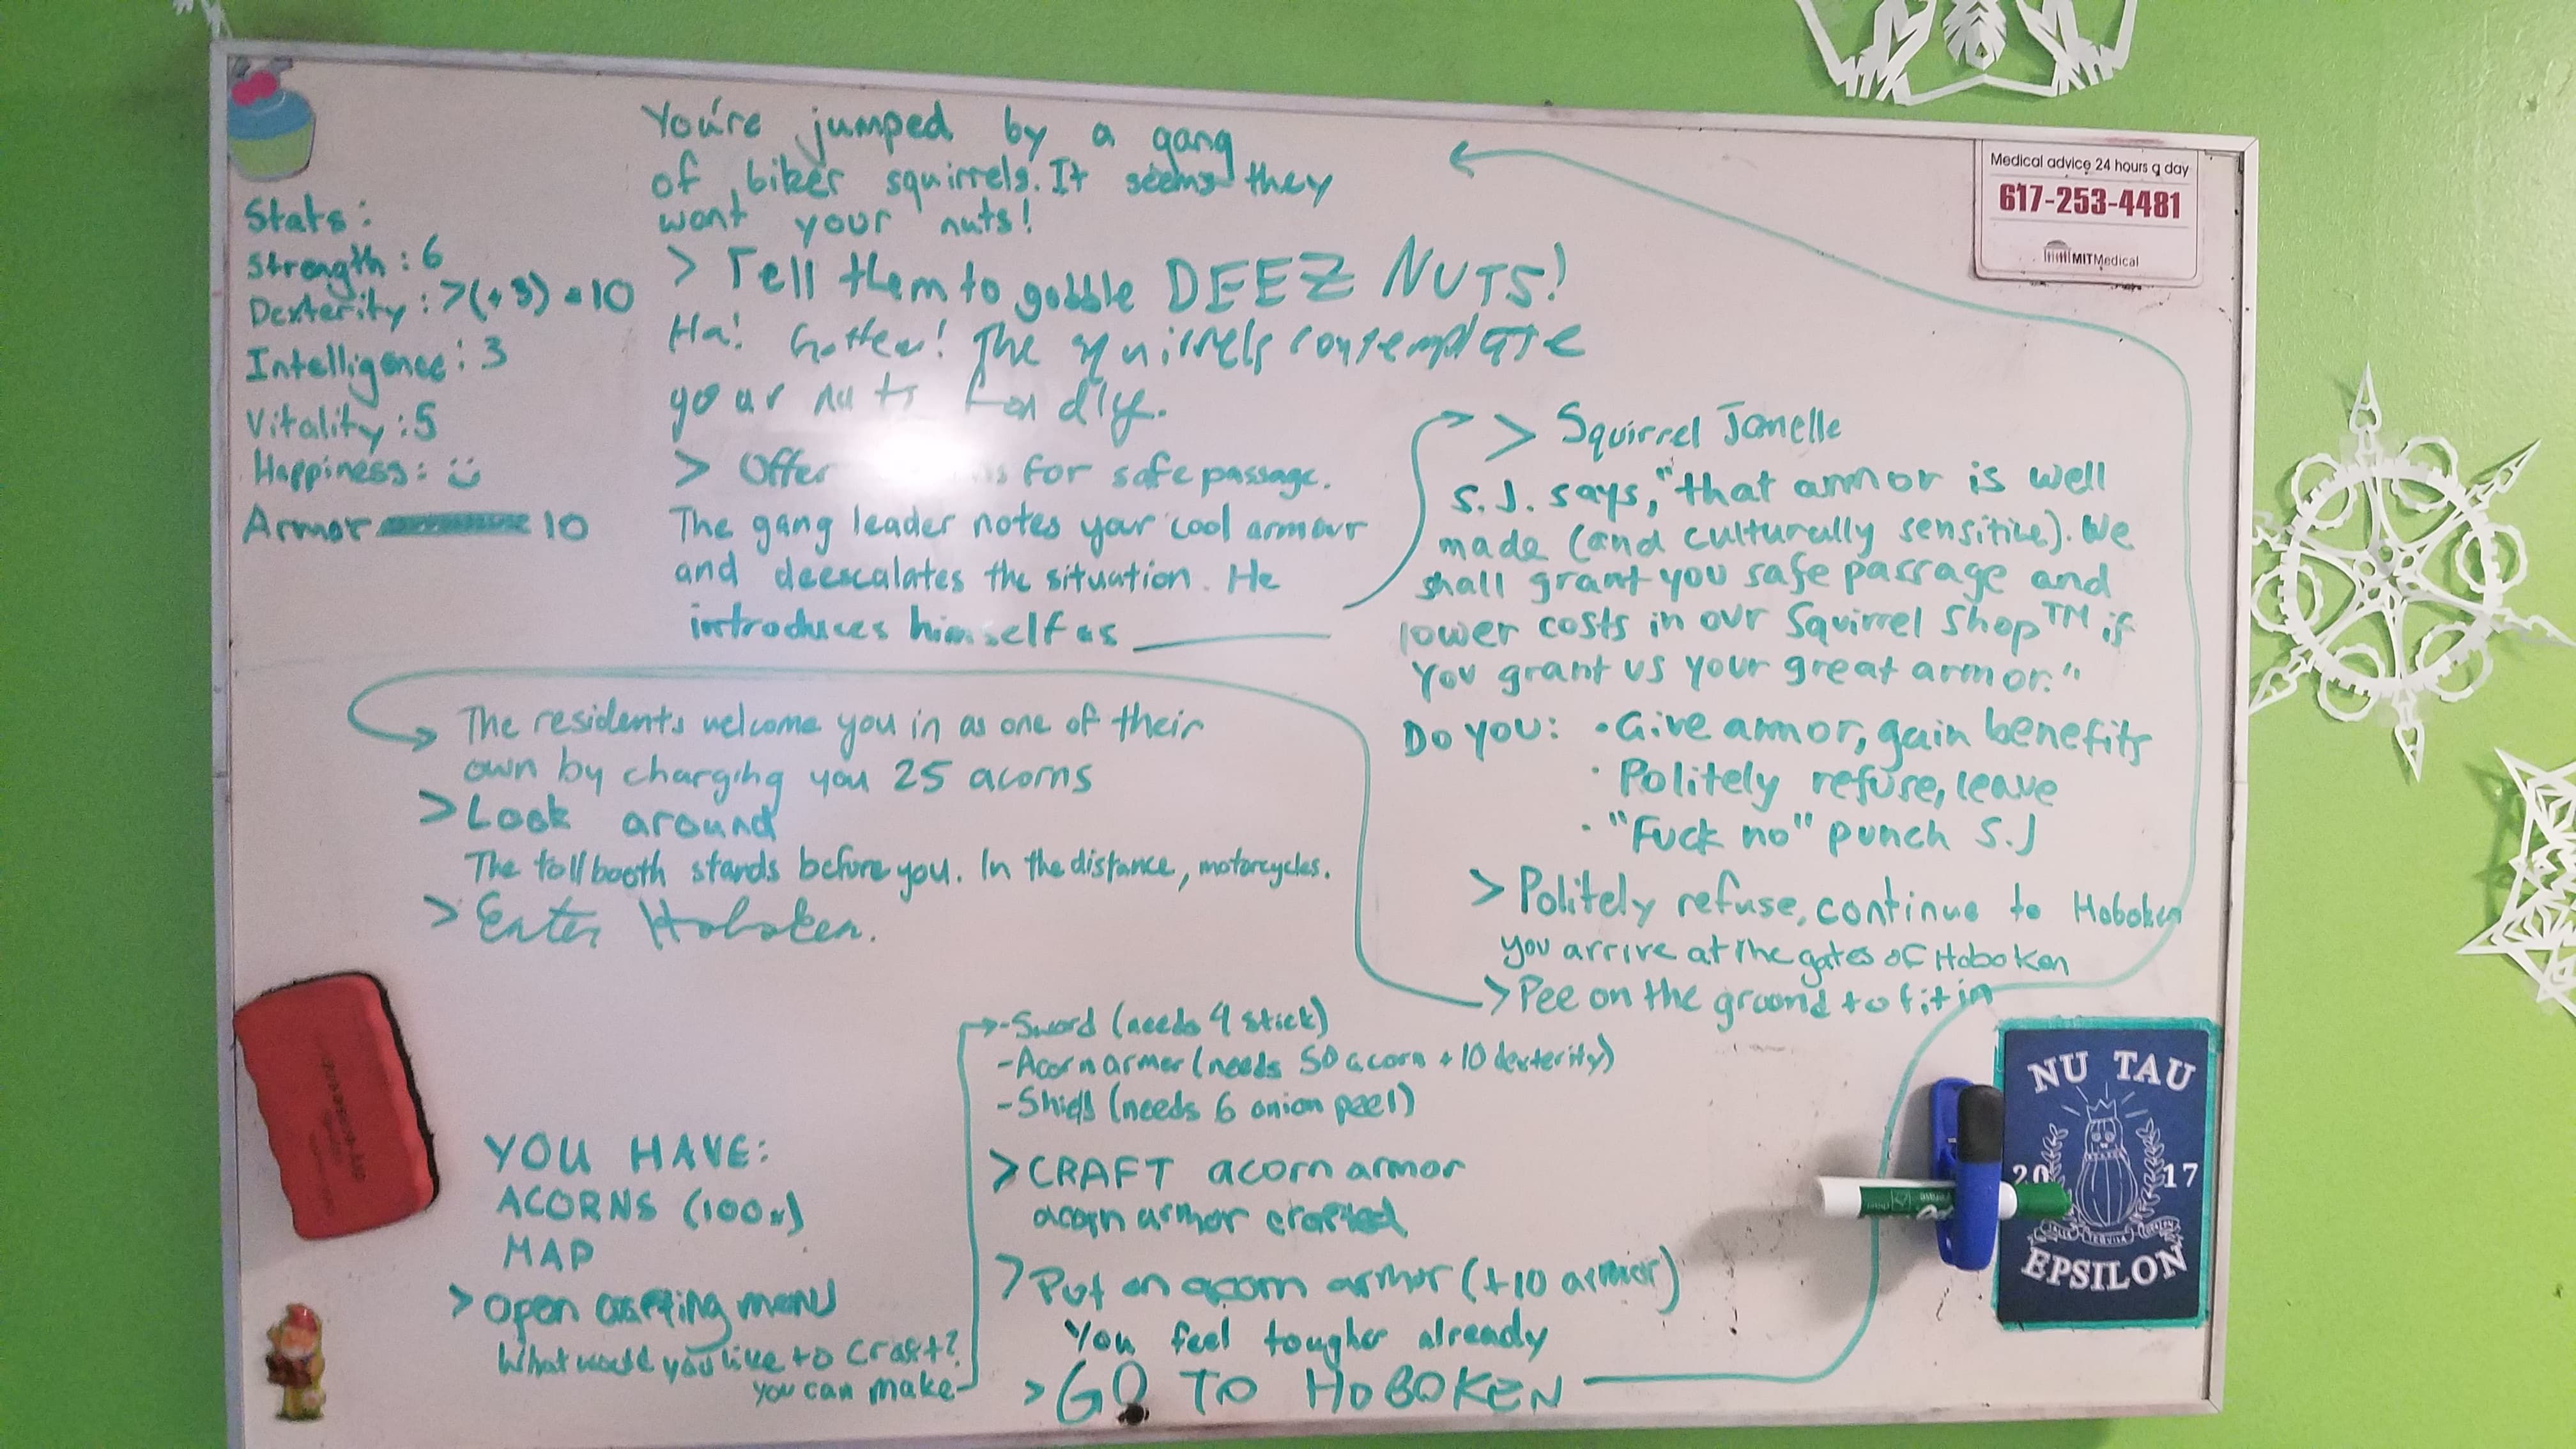 Stats:
Strength: 6
Dexterity: 7(+3) = 10
Intelligence: 3
Vitality: 5
Happiness: :)
Armor 10
You're jumped by a gang
of biker squirrels. It seems they
want your nuts!
> Tell them to gobble DEEZ NUTS!
Ha! Gottem! The squirrels contemplate
your nuts fondly.
> Offer for safe passage.
The gang leader notes your cool armour
and deescalates the situation. He
introduces himself as
> Squirrel Janelle
S.J. says, "that armor is well
made (and culturally sensitive). We
shall grant you safe passage and
lower costs in our Squirrel Shop™ if
you grant us your great armor."
Do you: • Give armor, gain benefits
• Politely refuse, leave
• "Fuck no" punch S.J
> Politely refuse, continue to Hoboken
you arrive at the gates of Hoboken
> Pee on the ground to fit in
The residents welcome you in as one of their
own by charging you 25 acorns
> Look around
The tollbooth stands before you. In the distance, motorcycles.
> Enter Hoboken.
YOU HAVE:
ACORNS (100x)
MAP
> Open crafting menu
What would you like to craft?
you can make
- Sword (needs 4 stick)
- Acorn armer (needs 50 acorn + 10 dexterity)
- Shield (needs 6 onion peel)
> CRAFT acorn armor
acorn armor crafted
> Put on acorn armor (+10 armor)
You feel tougher already
> GO TO HOBOKEN
Medical advice 24 hours a day
617-253-4481
MIT Medical
NU TAU
20 17
TEQUILA
EPSILON